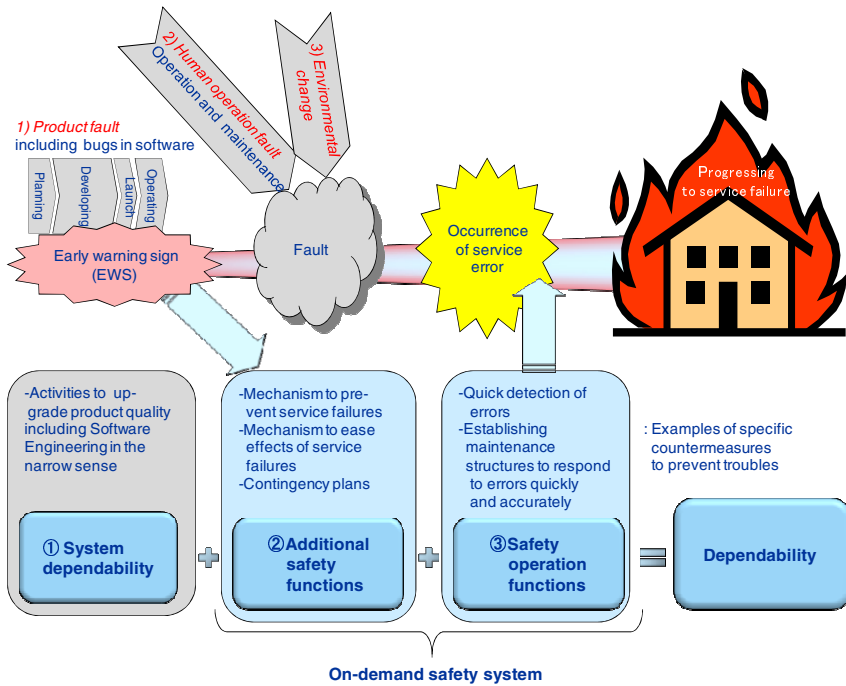 2) Human operation fault
Operation and maintenance
3) Environmental
change
1) Product fault
including bugs in software
Planning
Developing
Launch
Operating
Early warning sign
(EWS)
Fault
Occurrence
of service
error
Progressing
to service failure
-Activities to up-
grade product quality
including Software
Engineering in the
narrow sense
① System
dependability
-Mechanism to pre-
vent service failures
-Mechanism to ease
effects of service
failures
-Contingency plans
②Additional
safety
functions
-Quick detection of
errors
-Establishing
maintenance
structures to respond
to errors quickly
and accurately
③Safety
operation
functions
: Examples of specific
countermeasures
to prevent troubles
Dependability
On-demand safety system